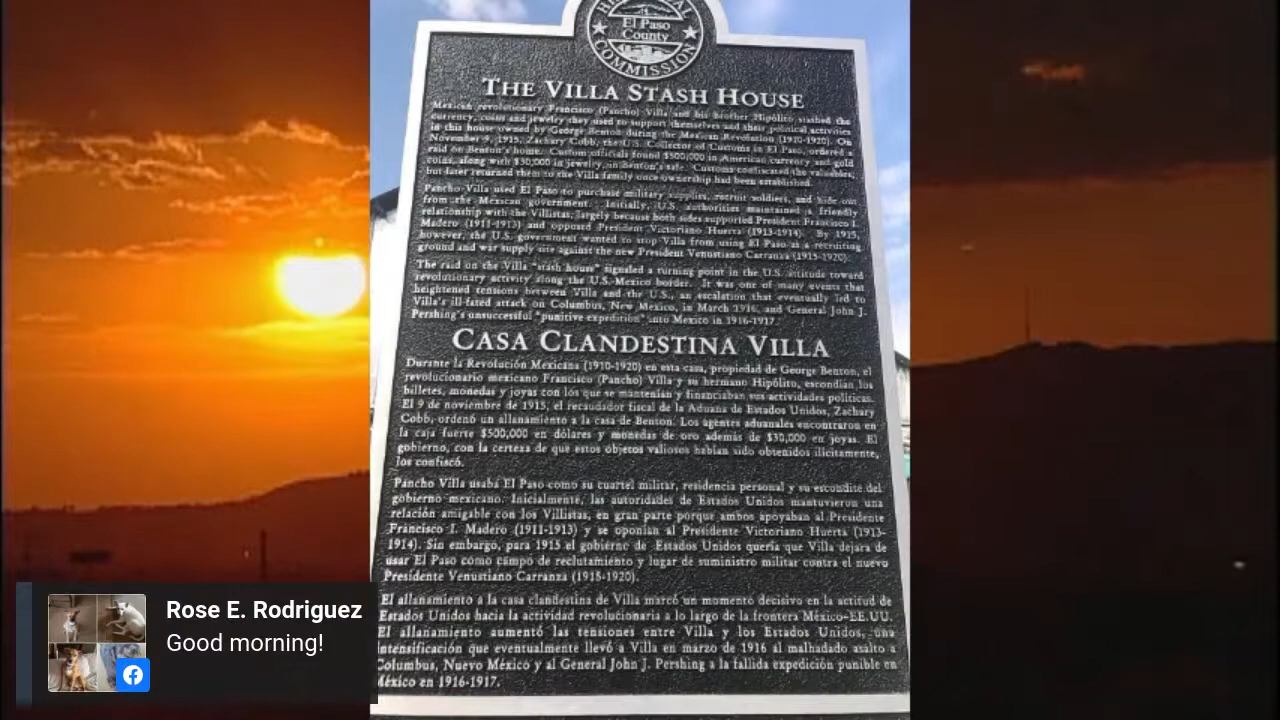 HISTORICAL
El Paso
County
COMMISSION
THE VILLA STASH HOUSE
Mexican revolutionary Francisco (Pancho) Villa and his brother Hipólito stashed the
currency, coins and jewelry they used to support themselves and their political activities
in this house owned by George Benton during the Mexican Revolution (1910-1920). On
November 9, 1915, Zachary Cobb, the U.S. Collector of Customs in El Paso, ordered a
raid on Benton's home. Custom officials found $500,000 in American currency and gold
coins, along with $30,000 in jewelry, in Benton's safe. Customs confiscated the valuables,
but later returned them to the Villa family once ownership had been established.
Pancho Villa used El Paso to purchase military supplies, recruit soldiers, and hide out
from the Mexican government. Initially, U.S. authorities maintained a friendly
relationship with the Villistas, largely because both sides supported President Francisco I.
Madero (1911-1913) and opposed President Victoriano Huerta (1913-1914). By 1915,
however, the U.S. government wanted to stop Villa from using El Paso as a recruiting
ground and war supply site against the new President Venustiano Carranza (1915-1920).
The raid on the Villa "stash house" signaled a turning point in the U.S. attitude toward
revolutionary activity along the U.S.-Mexico border. It was one of many events that
heightened tensions between Villa and the U.S., an escalation that eventually led to
Villa's ill-fated attack on Columbus, New Mexico, in March 1916, and General John J.
Pershing's unsuccessful "punitive expedition" into Mexico in 1916-1917.
CASA CLANDESTINA VILLA
Durante la Revolución Mexicana (1910-1920) en esta casa, propiedad de George Benton, el
revolucionario mexicano Francisco (Pancho) Villa y su hermano Hipólito, escondían los
billetes, monedas y joyas con los que se mantenían y financiaban sus actividades políticas.
El 9 de noviembre de 1915, el recaudador fiscal de la Aduana de Estados Unidos, Zachary
Cobb, ordenó un allanamiento a la casa de Benton. Los agentes aduanales encontraron en
la caja fuerte $500,000 en dólares y monedas de oro además de $30,000 en joyas. El
gobierno, con la certeza de que estos objetos valiosos habían sido obtenidos ilícitamente,
los confiscó.
Pancho Villa usaba El Paso como su cuartel militar, residencia personal y su escondite del
gobierno mexicano. Inicialmente, las autoridades de Estados Unidos mantuvieron una
relación amigable con los Villistas, en gran parte porque ambos apoyaban al Presidente
Francisco I. Madero (1911-1913) y se oponían al Presidente Victoriano Huerta (1913-
1914). Sin embargo, para 1915 el gobierno de Estados Unidos quería que Villa dejara de
usar El Paso como campo de reclutamiento y lugar de suministro militar contra el nuevo
Presidente Venustiano Carranza (1915-1920).
El allanamiento a la casa clandestina de Villa marcó un momento decisivo en la actitud de
Estados Unidos hacia la actividad revolucionaria a lo largo de la frontera México-EE.UU.
El allanamiento aumentó las tensiones entre Villa y los Estados Unidos, una
intensificación que eventualmente llevó a Villa en marzo de 1916 al malhadado asalto a
Columbus, Nuevo México y al General John J. Pershing a la fallida expedición punible en
México en 1916-1917.
Rose E. Rodriguez
Good morning!